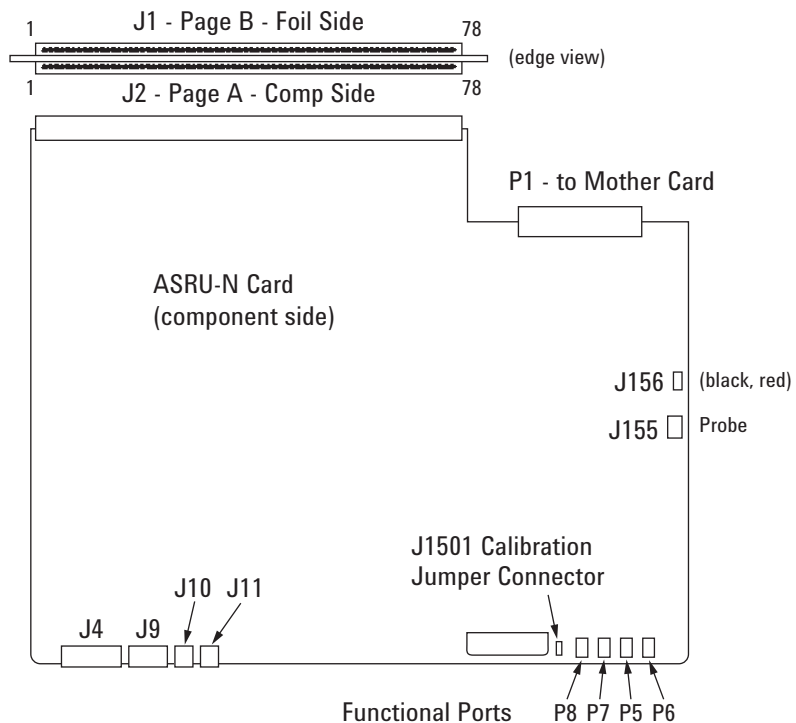 J1 - Page B - Foil Side
1 78
(edge view)
1 78
J2 - Page A - Comp Side
P1 - to Mother Card
ASRU-N Card
(component side)
J156 (black, red)
J155 Probe
J1501 Calibration
Jumper Connector
J10 J11
J4 J9
Functional Ports P8 P7 P5 P6